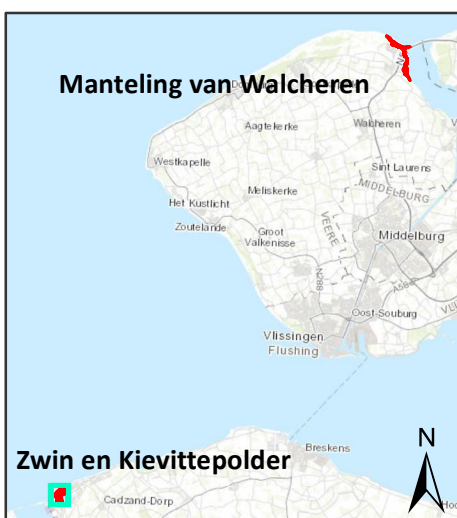 Manteling van Walcheren
Aagtekerke
Walcheren
Westkapelle
Sint Laurens
MIDDELBURG
Meliskerke
Het Kustlicht
Zoutelande
Groot
Valkenisse
VEERE
Middelburg
N288
A58
Oost-Souburg
Vlissingen
Flushing
Breskens
Zwin en Kievittepolder
Cadzand-Dorp
N